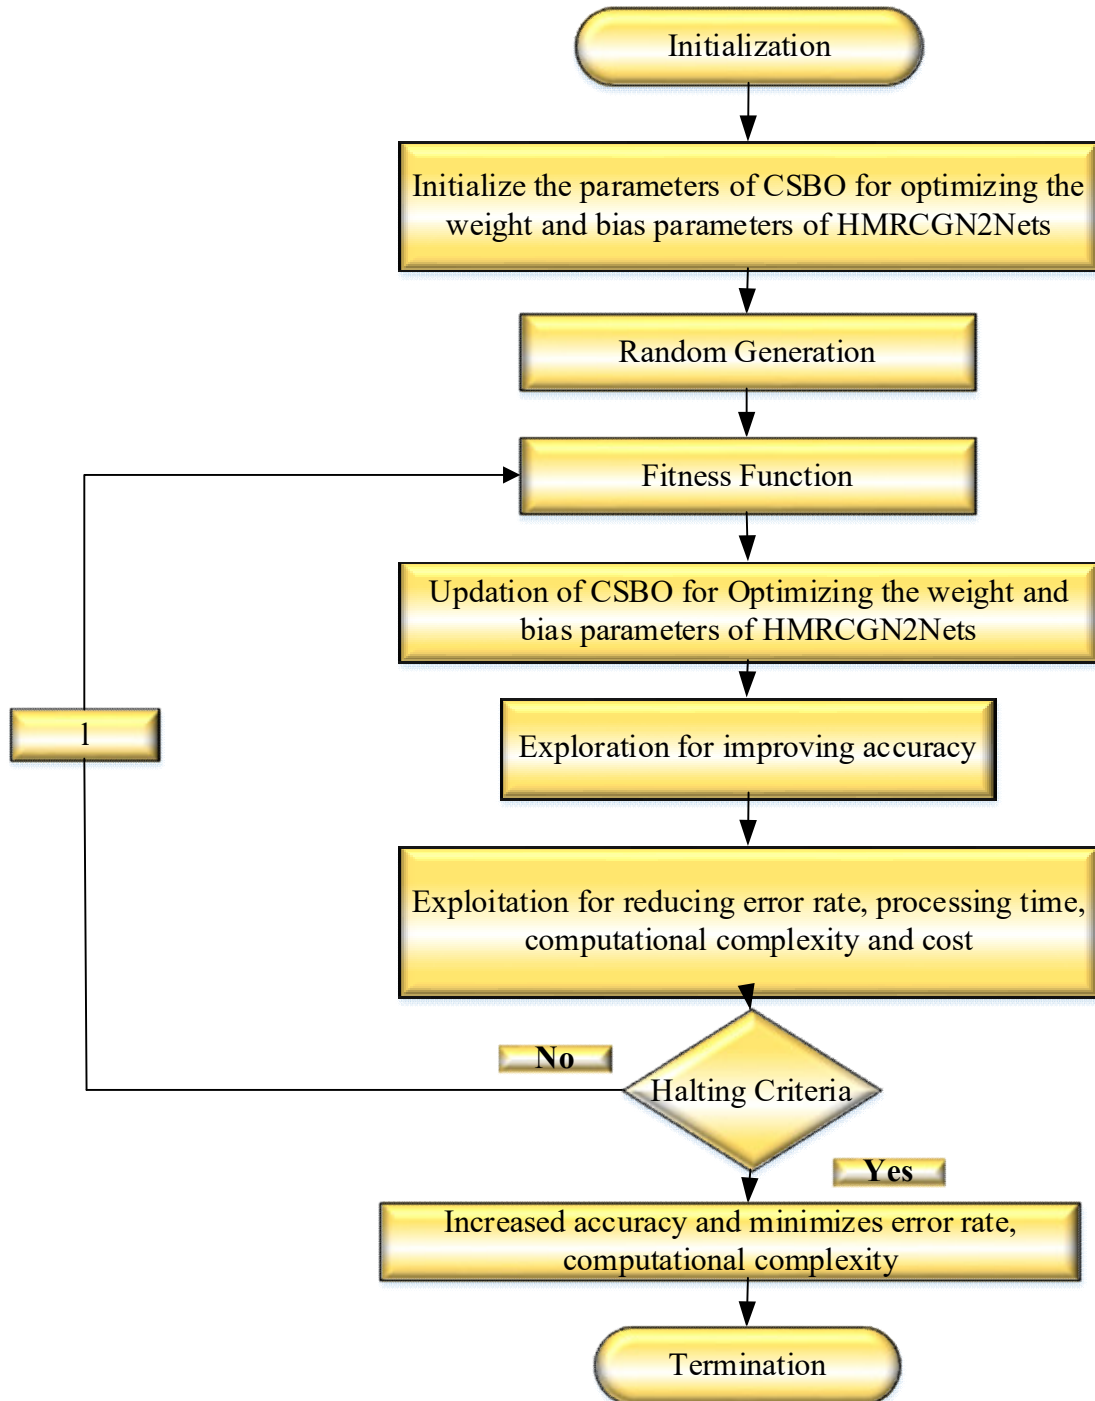 Initialization
Initialize the parameters of CSBO for optimizing the
weight and bias parameters of HMRCGN2Nets
Random Generation
Fitness Function
Updation of CSBO for Optimizing the weight and
bias parameters of HMRCGN2Nets
1
Exploration for improving accuracy
Exploitation for reducing error rate, processing time,
computational complexity and cost
No
Halting Criteria
Yes
Increased accuracy and minimizes error rate,
computational complexity
Termination